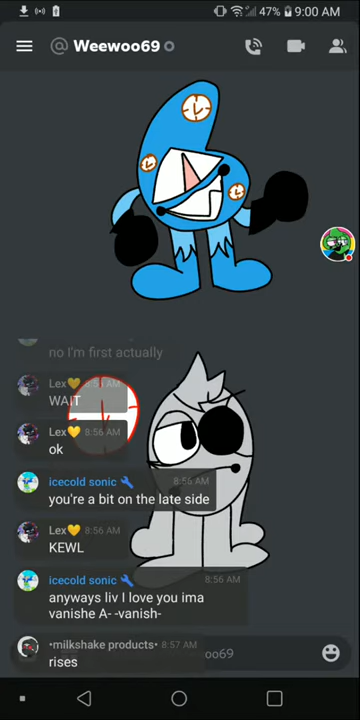 47% 9:00 AM
@ Weewoo69
no I'm first actually
Lex 8:55 AM
WAIT
Lex 8:56 AM
ok
icecold sonic 8:56 AM
you're a bit on the late side
Lex 8:56 AM
KEWL
icecold sonic 8:56 AM
anyways liv I love you ima
vanishe A- -vanish-
•milkshake products• 8:57 AM
oo69
rises